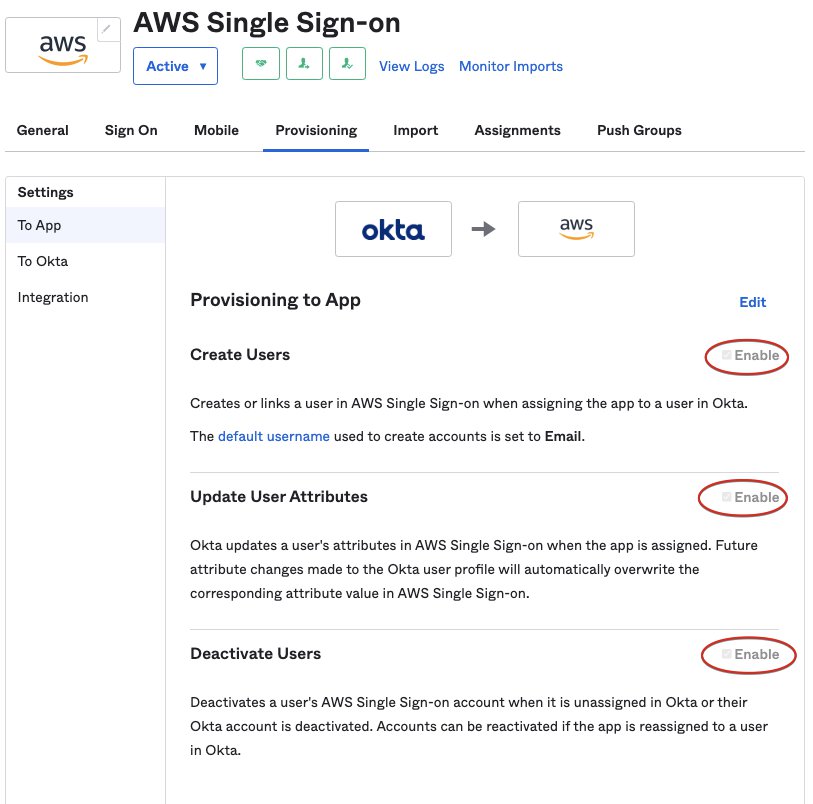 aws
AWS Single Sign-on
Active ▼
View Logs Monitor Imports
General Sign On Mobile Provisioning Import Assignments Push Groups
Settings
To App
To Okta
Integration
okta aws
Provisioning to App
Edit
Create Users
Enable
Creates or links a user in AWS Single Sign-on when assigning the app to a user in Okta.
The default username used to create accounts is set to Email.
Update User Attributes
Enable
Okta updates a user's attributes in AWS Single Sign-on when the app is assigned. Future
attribute changes made to the Okta user profile will automatically overwrite the
corresponding attribute value in AWS Single Sign-on.
Deactivate Users
Enable
Deactivates a user's AWS Single Sign-on account when it is unassigned in Okta or their
Okta account is deactivated. Accounts can be reactivated if the app is reassigned to a user
in Okta.